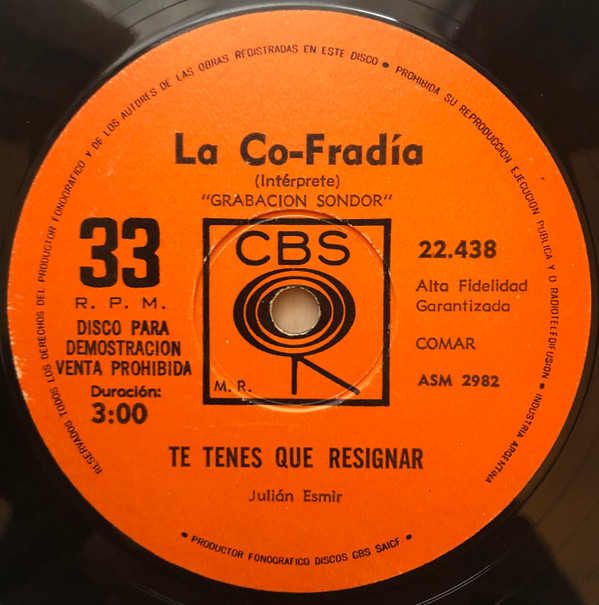 RESERVADOS TODOS LOS DERECHOS DEL PRODUCTOR FONOGRAFICO Y DE LOS AUTORES DE LAS OBRAS REGISTRADAS EN ESTE DISCO • PROHIBIDA SU REPRODUCCION EJECUCION PUBLICA Y O RADIOTELEDIFUSION • INDUSTRIA ARGENTINA
La Co-Fradía
(Intérprete)
"GRABACION SONDOR"
33
R. P. M.
DISCO PARA
DEMOSTRACION
VENTA PROHIBIDA
Duración:
3:00
CBS
M. R.
22.438
Alta Fidelidad
Garantizada
COMAR
ASM 2982
TE TENES QUE RESIGNAR
Julián Esmir
• PRODUCTOR FONOGRAFICO DISCOS CBS SAICF •